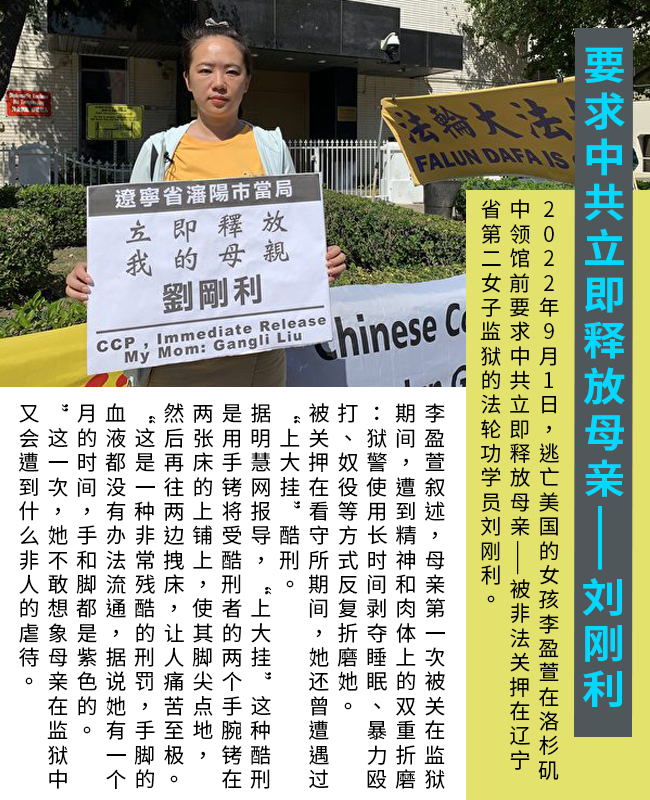 要求中共立即释放母亲——刘刚利
2022年9月1日，逃亡美国的女孩李盈萱在洛杉矶
中领馆前要求中共立即释放母亲——被非法关押在辽宁
省第二女子监狱的法轮功学员刘刚利。
法輪大法
FALUN DAFA IS
遼寧省瀋陽市當局
立即釋放
我的母親
劉剛利
CCP , Immediate Release
My Mom: Gangli Liu
Chinese
李盈萱叙述，母亲第一次被关在监狱
期间，遭到精神和肉体上的双重折磨
：狱警使用长时间剥夺睡眠、暴力殴
打、奴役等方式反复折磨她。
被关押在看守所期间，她还曾遭遇过
“上大挂”酷刑。
据明慧网报导，“上大挂”这种酷刑
是用手铐将受酷刑者的两个手腕铐在
两张床的上铺上，使其脚尖点地，
然后再往两边拽床，让人痛苦至极。
“这是一种非常残酷的刑罚，手脚的
血液都没有办法流通，据说她有一个
月的时间，手和脚都是紫色的。
”这一次，她不敢想象母亲在监狱中
又会遭到什么非人的虐待。